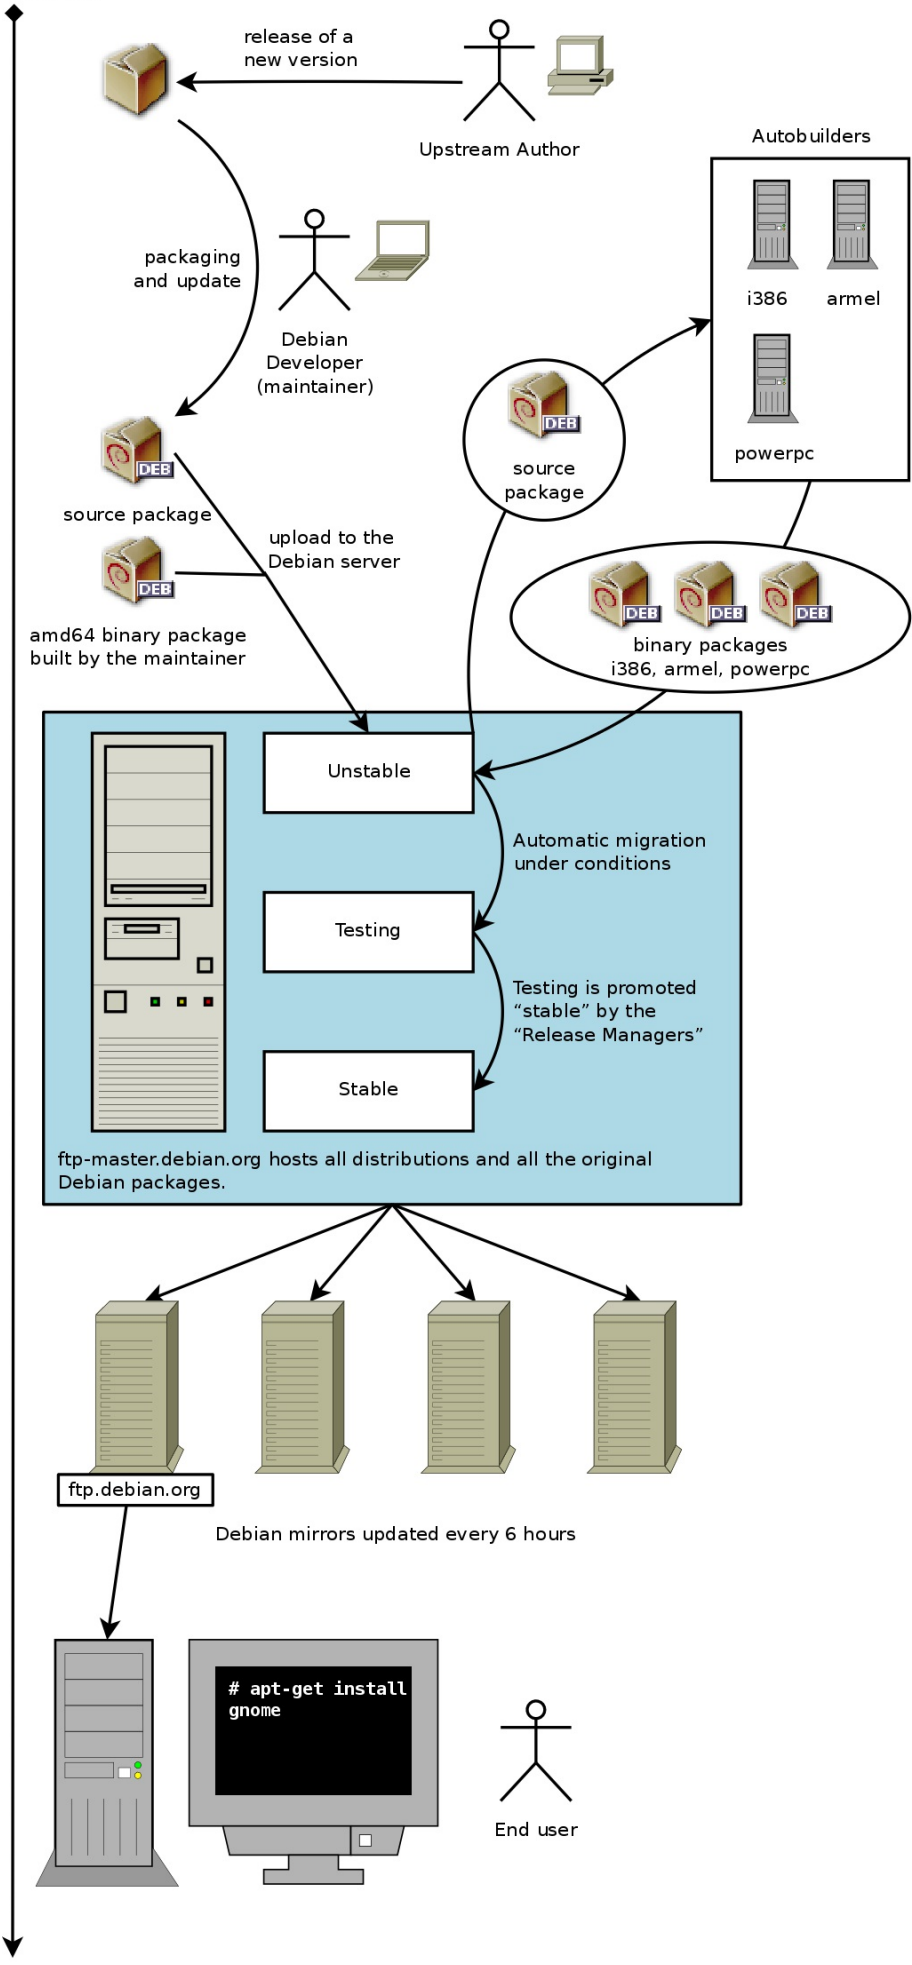 release of a
new version
Upstream Author
Autobuilders
i386
armel
powerpc
packaging
and update
Debian
Developer
(maintainer)
DEB
source package
DEB
amd64 binary package
built by the maintainer
upload to the
Debian server
DEB
source
package
DEB
DEB
DEB
binary packages
i386, armel, powerpc
Unstable
Automatic migration
under conditions
Testing
Testing is promoted
“stable” by the
“Release Managers”
Stable
ftp-master.debian.org hosts all distributions and all the original
Debian packages.
ftp.debian.org
Debian mirrors updated every 6 hours
# apt-get install
gnome
End user